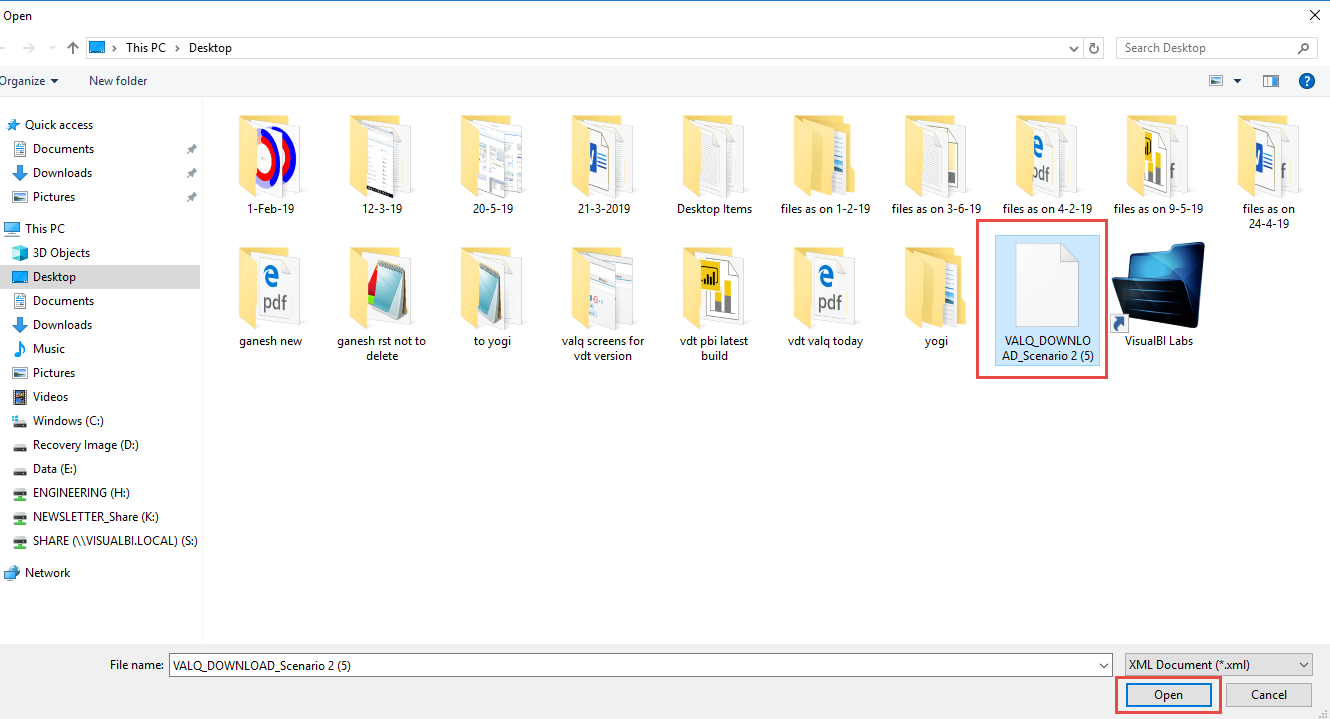 Open
This PC
Desktop
Search Desktop
Organize
New folder
Quick access
Documents
Downloads
Pictures
This PC
3D Objects
Desktop
Documents
Downloads
Music
Pictures
Videos
Windows (C:)
Recovery Image (D:)
Data (E:)
ENGINEERING (H:)
NEWSLETTER_Share (K:)
SHARE (\\VISUALBI.LOCAL) (S:)
Network
1-Feb-19
12-3-19
20-5-19
21-3-2019
Desktop Items
files as on 1-2-19
files as on 3-6-19
files as on 4-2-19
files as on 9-5-19
files as on
24-4-19
pdf
ganesh new
ganesh rst not to
delete
to yogi
valq screens for
vdt version
vdt pbi latest
build
pdf
vdt valq today
yogi
VALQ_DOWNLO
AD_Scenario 2 (5)
VisualBI Labs
File name:
VALQ_DOWNLOAD_Scenario 2 (5)
XML Document (*.xml)
Open
Cancel